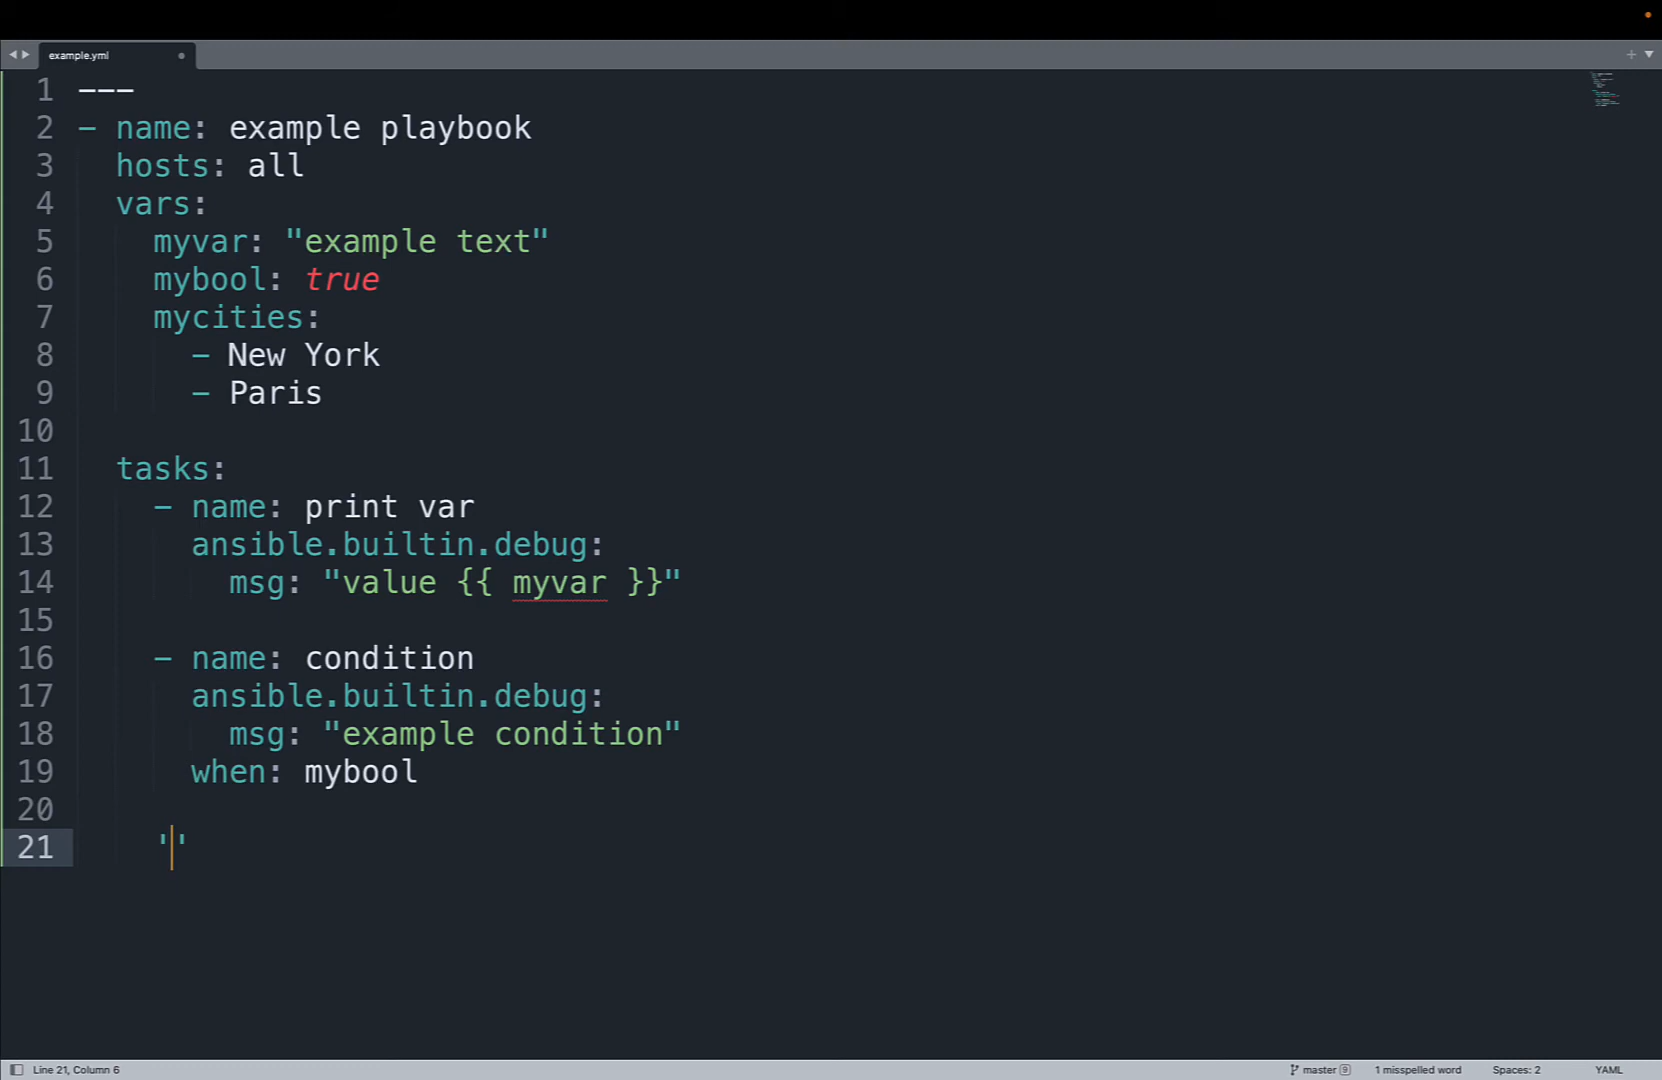 example.yml
1 ---
2 - name: example playbook
3 hosts: all
4 vars:
5 myvar: "example text"
6 mybool: true
7 mycities:
8 - New York
9 - Paris
10
11 tasks:
12 - name: print var
13 ansible.builtin.debug:
14 msg: "value {{ myvar }}"
15
16 - name: condition
17 ansible.builtin.debug:
18 msg: "example condition"
19 when: mybool
20
21 ''
Line 21, Column 6 master 9 1 misspelled word Spaces: 2 YAML